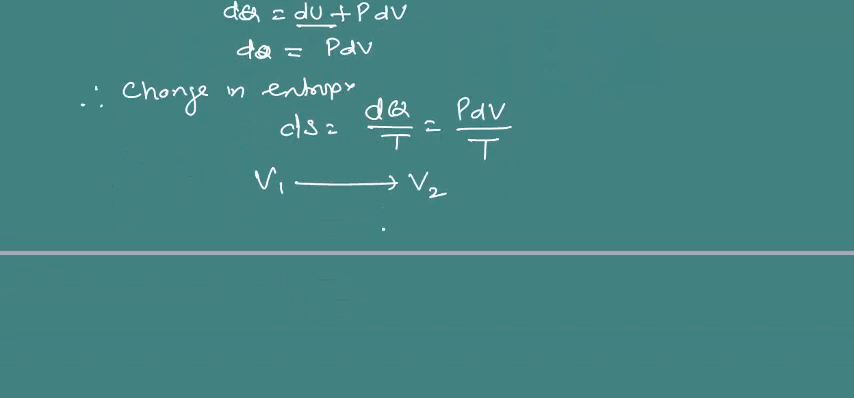 dQ = dU + PdV
dQ = PdV
∴ Change in entropy
dS = dQ/T = PdV/T
V₁ ⟶ V₂